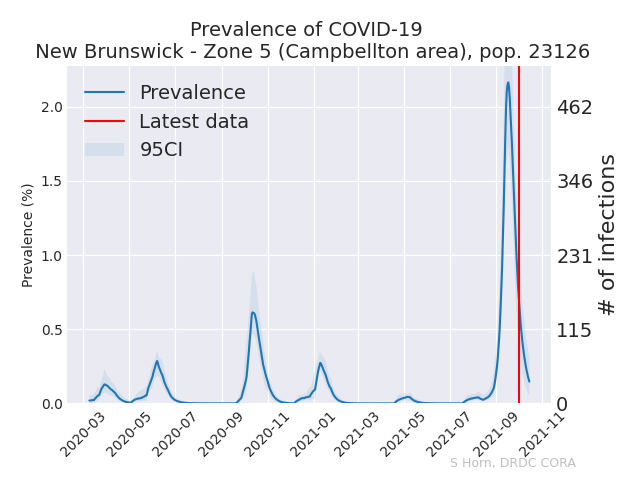 Prevalence of COVID-19
New Brunswick - Zone 5 (Campbellton area), pop. 23126
Prevalence
Latest data
95CI
Prevalence (%)
2.0
1.5
1.0
0.5
0.0
462
346
231
115
0
# of infections
2020-03
2020-05
2020-07
2020-09
2020-11
2021-01
2021-03
2021-05
2021-07
2021-09
2021-11
S Horn, DRDC CORA